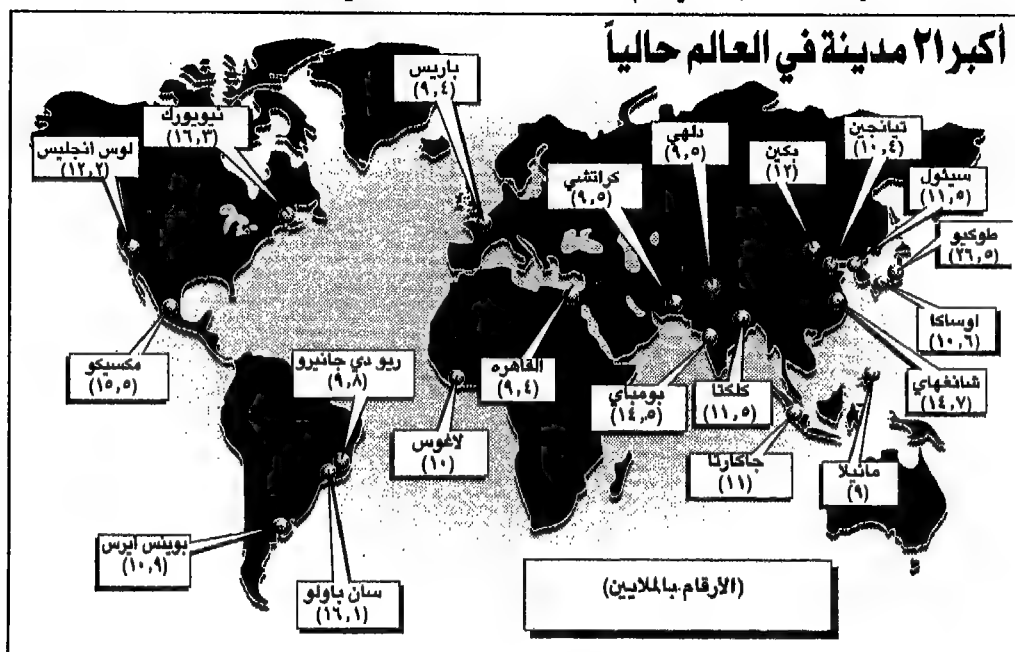 أكبر ٢١ مدينة في العالم حالياً
باريس
(٩,٤)
نيويورك
(١٦,٣)
لوس أنجليس
(١٢,٢)
دلهي
(٩,٥)
كراتشي
(٩,٥)
بكين
(١٢)
تيانجين
(١٠,٤)
سيئول
(١١,٥)
طوكيو
(٢٦,٥)
اوساكا
(١٠,٦)
شانغهاي
(١٤,٧)
مكسيكو
(١٥,٥)
ريو دي جانيرو
(٩,٨)
القاهره
(٩,٤)
بومباي
(١٤,٥)
كلكتا
(١١,٥)
لاغوس
(١٠)
جاكارتا
(١١)
مانيلا
(٩)
بوينس آيرس
(١٠,٩)
سان باولو
(١٦,١)
(الأرقام بالملايين)